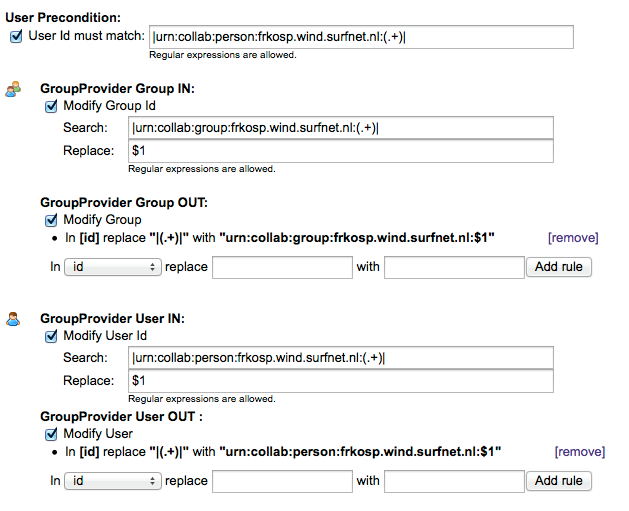 User Precondition:
User Id must match: |urn:collab:person:frkosp.wind.surfnet.nl:(.+)|
Regular expressions are allowed.
GroupProvider Group IN:
Modify Group Id
Search: |urn:collab:group:frkosp.wind.surfnet.nl:(.+)|
Replace: $1
Regular expressions are allowed.
GroupProvider Group OUT:
Modify Group
• In [id] replace "|(.+)|" with "urn:collab:group:frkosp.wind.surfnet.nl:$1" [remove]
In id replace with Add rule
GroupProvider User IN:
Modify User Id
Search: |urn:collab:person:frkosp.wind.surfnet.nl:(.+)|
Replace: $1
Regular expressions are allowed.
GroupProvider User OUT :
Modify User
• In [id] replace "|(.+)|" with "urn:collab:person:frkosp.wind.surfnet.nl:$1" [remove]
In id replace with Add rule